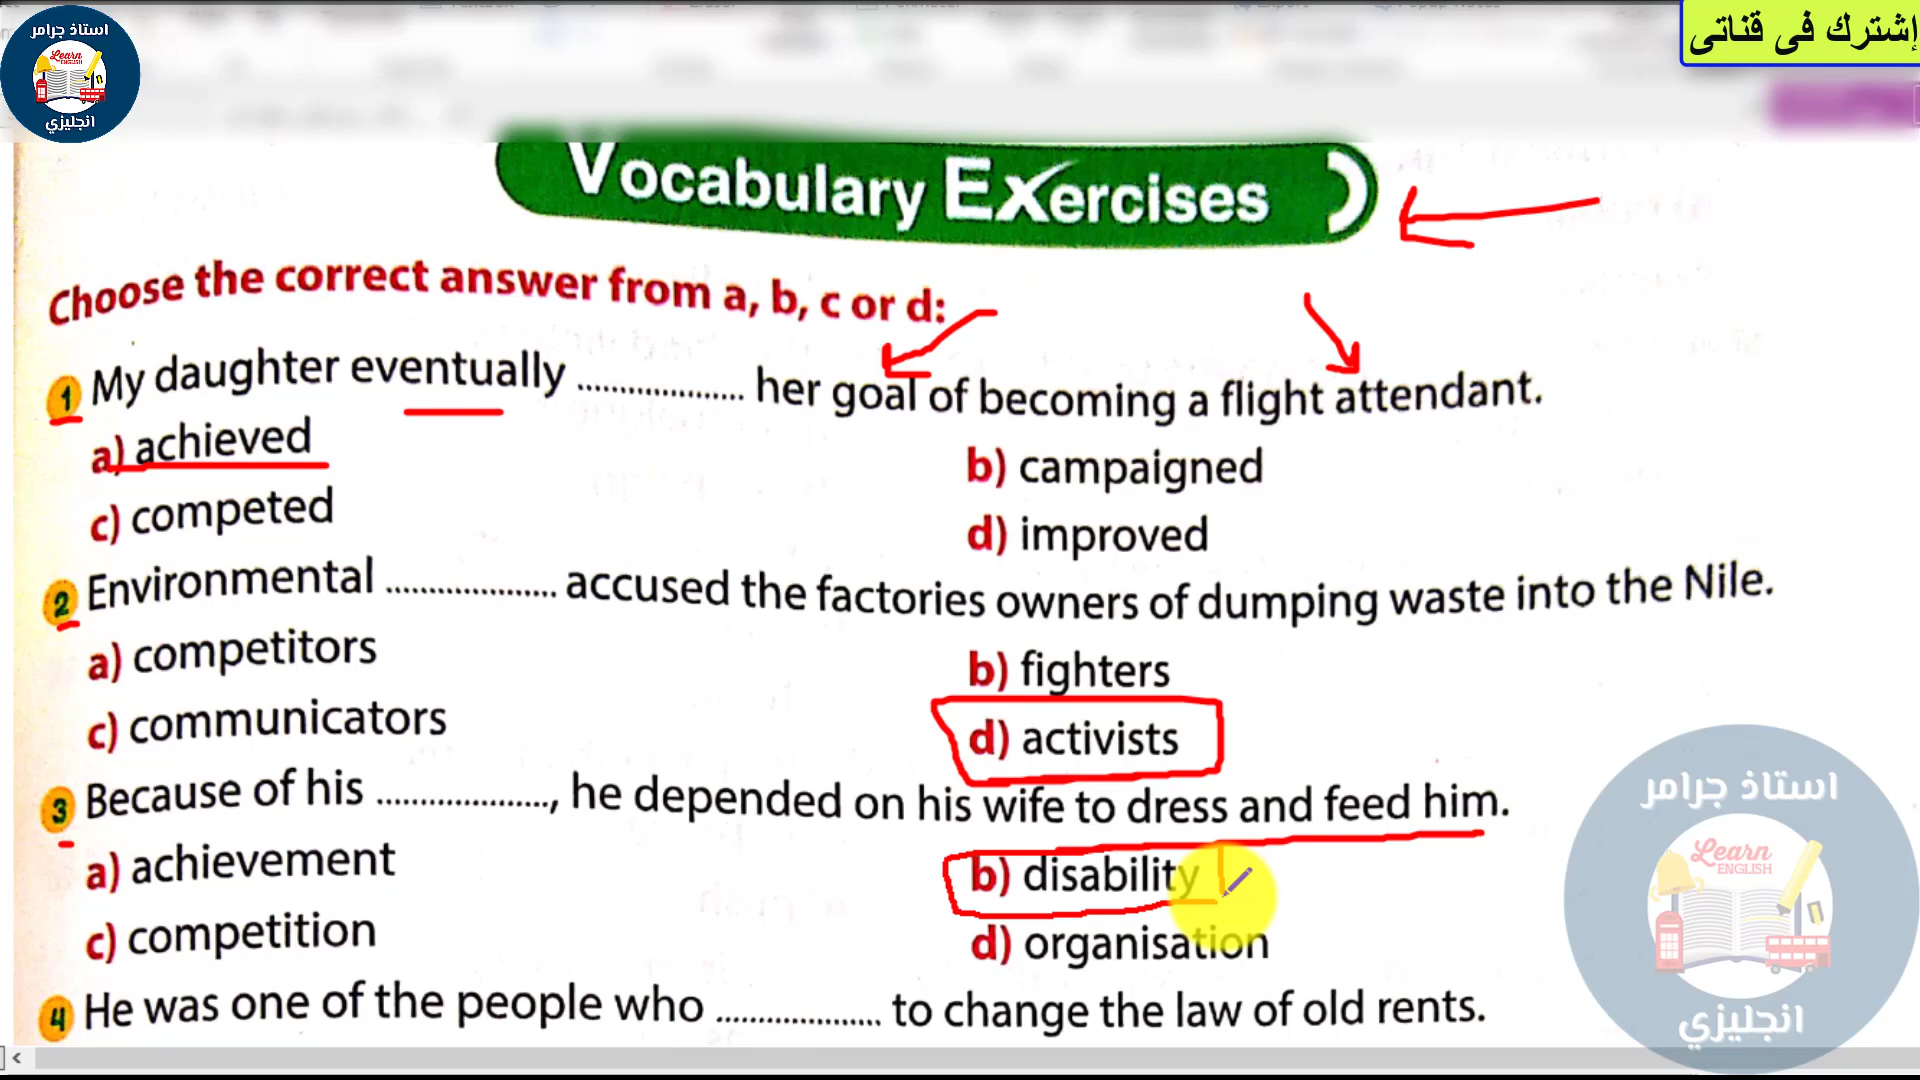 استاذ جرامر
Learn
ENGLISH
انجليزي
إشترك فى قناتى
Vocabulary Exercises
Choose the correct answer from a, b, c or d:
1 My daughter eventually .................. her goal of becoming a flight attendant.
a) achieved
b) campaigned
c) competed
d) improved
2 Environmental .................... accused the factories owners of dumping waste into the Nile.
a) competitors
b) fighters
c) communicators
d) activists
3 Because of his ...................., he depended on his wife to dress and feed him.
a) achievement
b) disability
c) competition
d) organisation
4 He was one of the people who ................... to change the law of old rents.
استاذ جرامر
Learn
ENGLISH
انجليزي